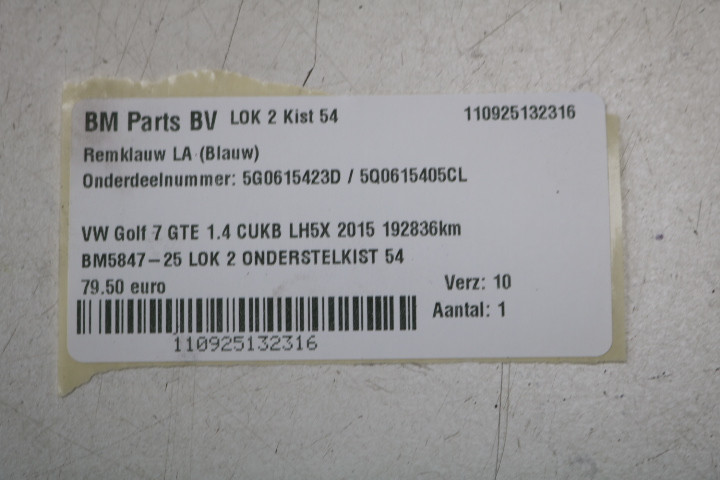 BM Parts BV LOK 2 Kist 54 110925132316
Remklauw LA (Blauw)
Onderdeelnummer: 5G0615423D / 5Q0615405CL
VW Golf 7 GTE 1.4 CUKB LH5X 2015 192836km
BM5847-25 LOK 2 ONDERSTELKIST 54
79.50 euro Verz: 10
Aantal: 1
110925132316